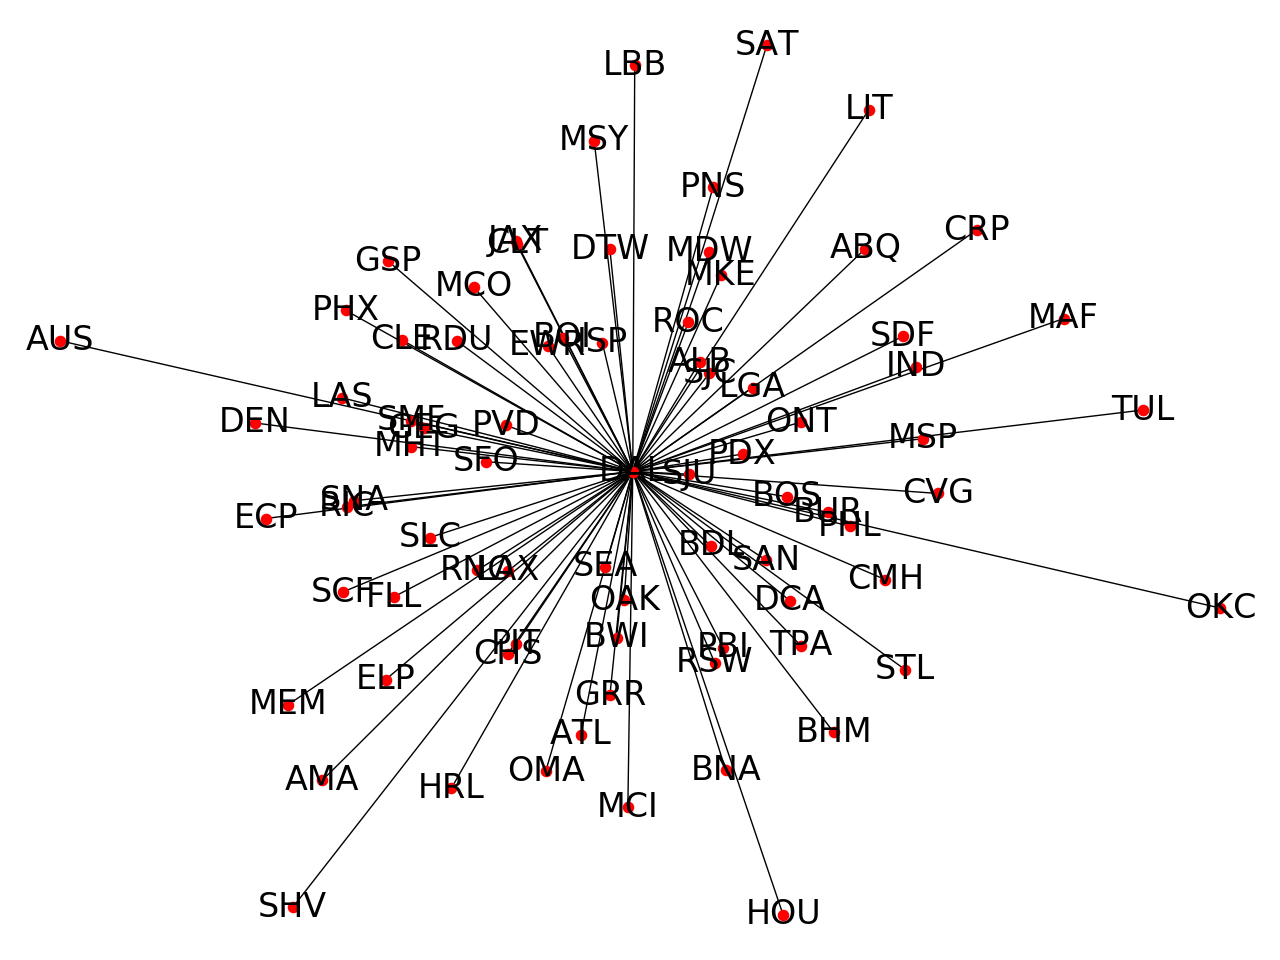 SAT
LBB
LIT
MSY
PNS
CRP
JAX
CLT
DTW
MDW
ABQ
GSP
MKE
MCO
PHX
MAF
ROC
AUS
CLE
RDU
EWR
BOI
SDF
ALB
IND
SJC
LGA
LAS
TUL
DEN
SMF
PVD
ONT
MSP
MHT
SFO
PDX
DAL
SJU
SNA
RIC
BOS
CVG
ECP
BUR
PHL
SLC
BDL
SAN
RNO
LAX
SEA
CMH
SCF
FLL
OAK
DCA
OKC
PIT
CHS
BWI
PBI
RSW
TPA
STL
ELP
MEM
GRR
ATL
BHM
OMA
BNA
AMA
HRL
MCI
SHV
HOU